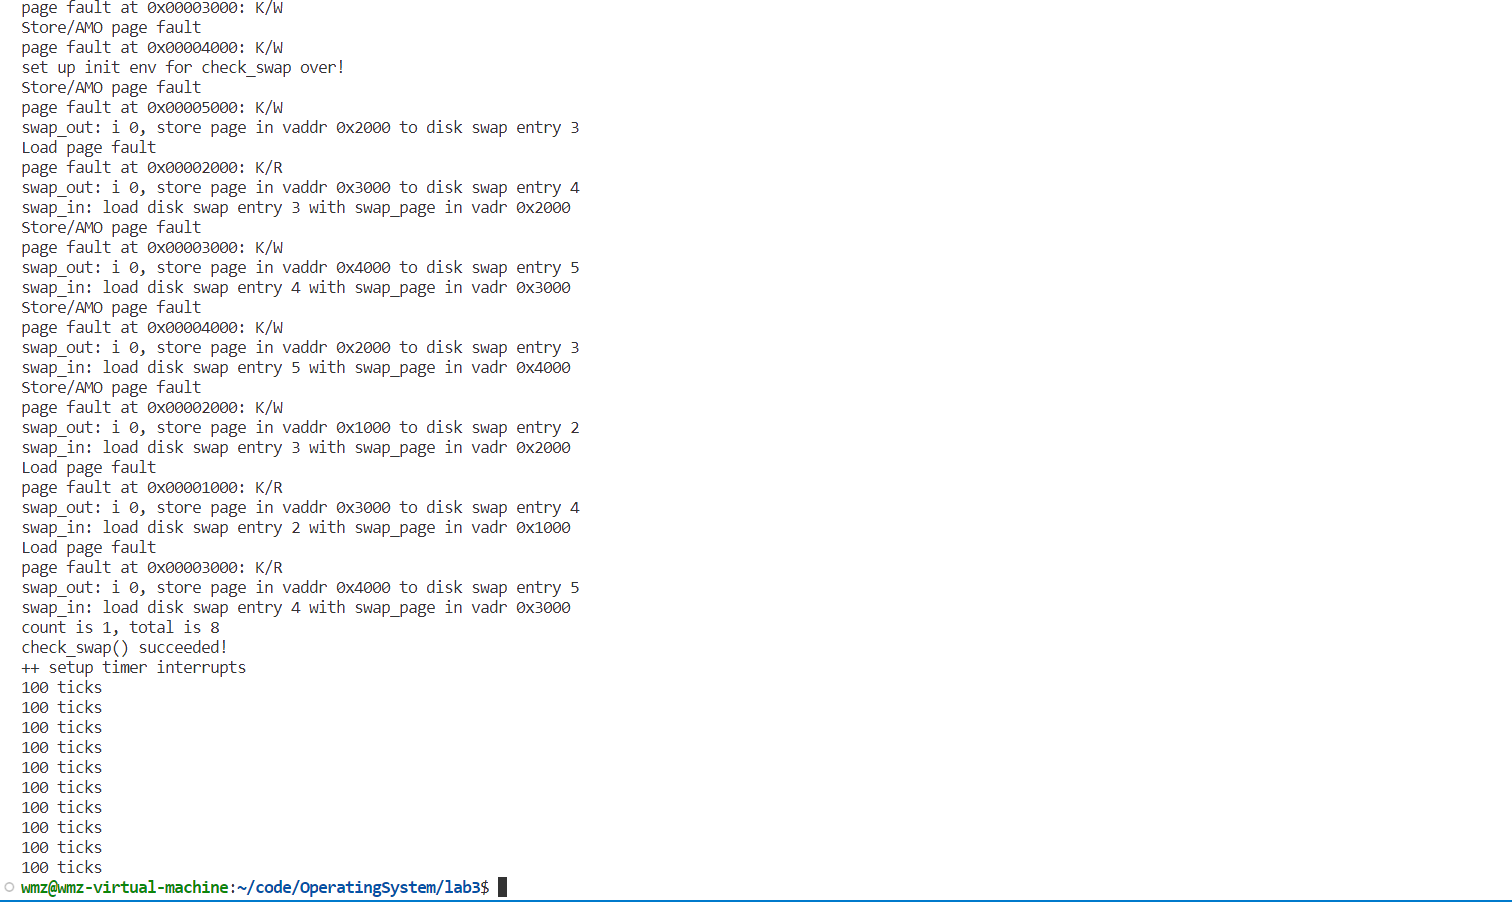 page fault at 0x00003000: K/W
Store/AMO page fault
page fault at 0x00004000: K/W
set up init env for check_swap over!
Store/AMO page fault
page fault at 0x00005000: K/W
swap_out: i 0, store page in vaddr 0x2000 to disk swap entry 3
Load page fault
page fault at 0x00002000: K/R
swap_out: i 0, store page in vaddr 0x3000 to disk swap entry 4
swap_in: load disk swap entry 3 with swap_page in vadr 0x2000
Store/AMO page fault
page fault at 0x00003000: K/W
swap_out: i 0, store page in vaddr 0x4000 to disk swap entry 5
swap_in: load disk swap entry 4 with swap_page in vadr 0x3000
Store/AMO page fault
page fault at 0x00004000: K/W
swap_out: i 0, store page in vaddr 0x2000 to disk swap entry 3
swap_in: load disk swap entry 5 with swap_page in vadr 0x4000
Store/AMO page fault
page fault at 0x00002000: K/W
swap_out: i 0, store page in vaddr 0x1000 to disk swap entry 2
swap_in: load disk swap entry 3 with swap_page in vadr 0x2000
Load page fault
page fault at 0x00001000: K/R
swap_out: i 0, store page in vaddr 0x3000 to disk swap entry 4
swap_in: load disk swap entry 2 with swap_page in vadr 0x1000
Load page fault
page fault at 0x00003000: K/R
swap_out: i 0, store page in vaddr 0x4000 to disk swap entry 5
swap_in: load disk swap entry 4 with swap_page in vadr 0x3000
count is 1, total is 8
check_swap() succeeded!
++ setup timer interrupts
100 ticks
100 ticks
100 ticks
100 ticks
100 ticks
100 ticks
100 ticks
100 ticks
100 ticks
100 ticks
wmz@wmz-virtual-machine:~/code/OperatingSystem/lab3$